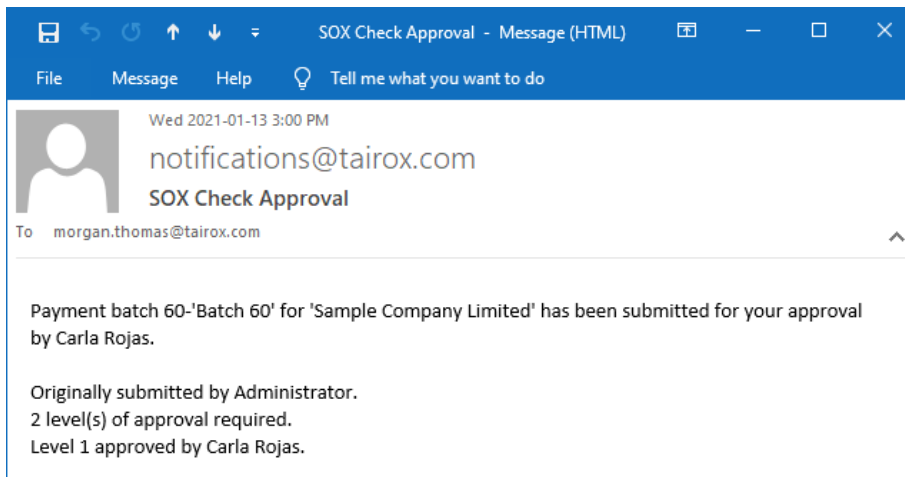 SOX Check Approval - Message (HTML)
File Message Help Tell me what you want to do
Wed 2021-01-13 3:00 PM
notifications@tairox.com
SOX Check Approval
To morgan.thomas@tairox.com
Payment batch 60-'Batch 60' for 'Sample Company Limited' has been submitted for your approval
by Carla Rojas.
Originally submitted by Administrator.
2 level(s) of approval required.
Level 1 approved by Carla Rojas.